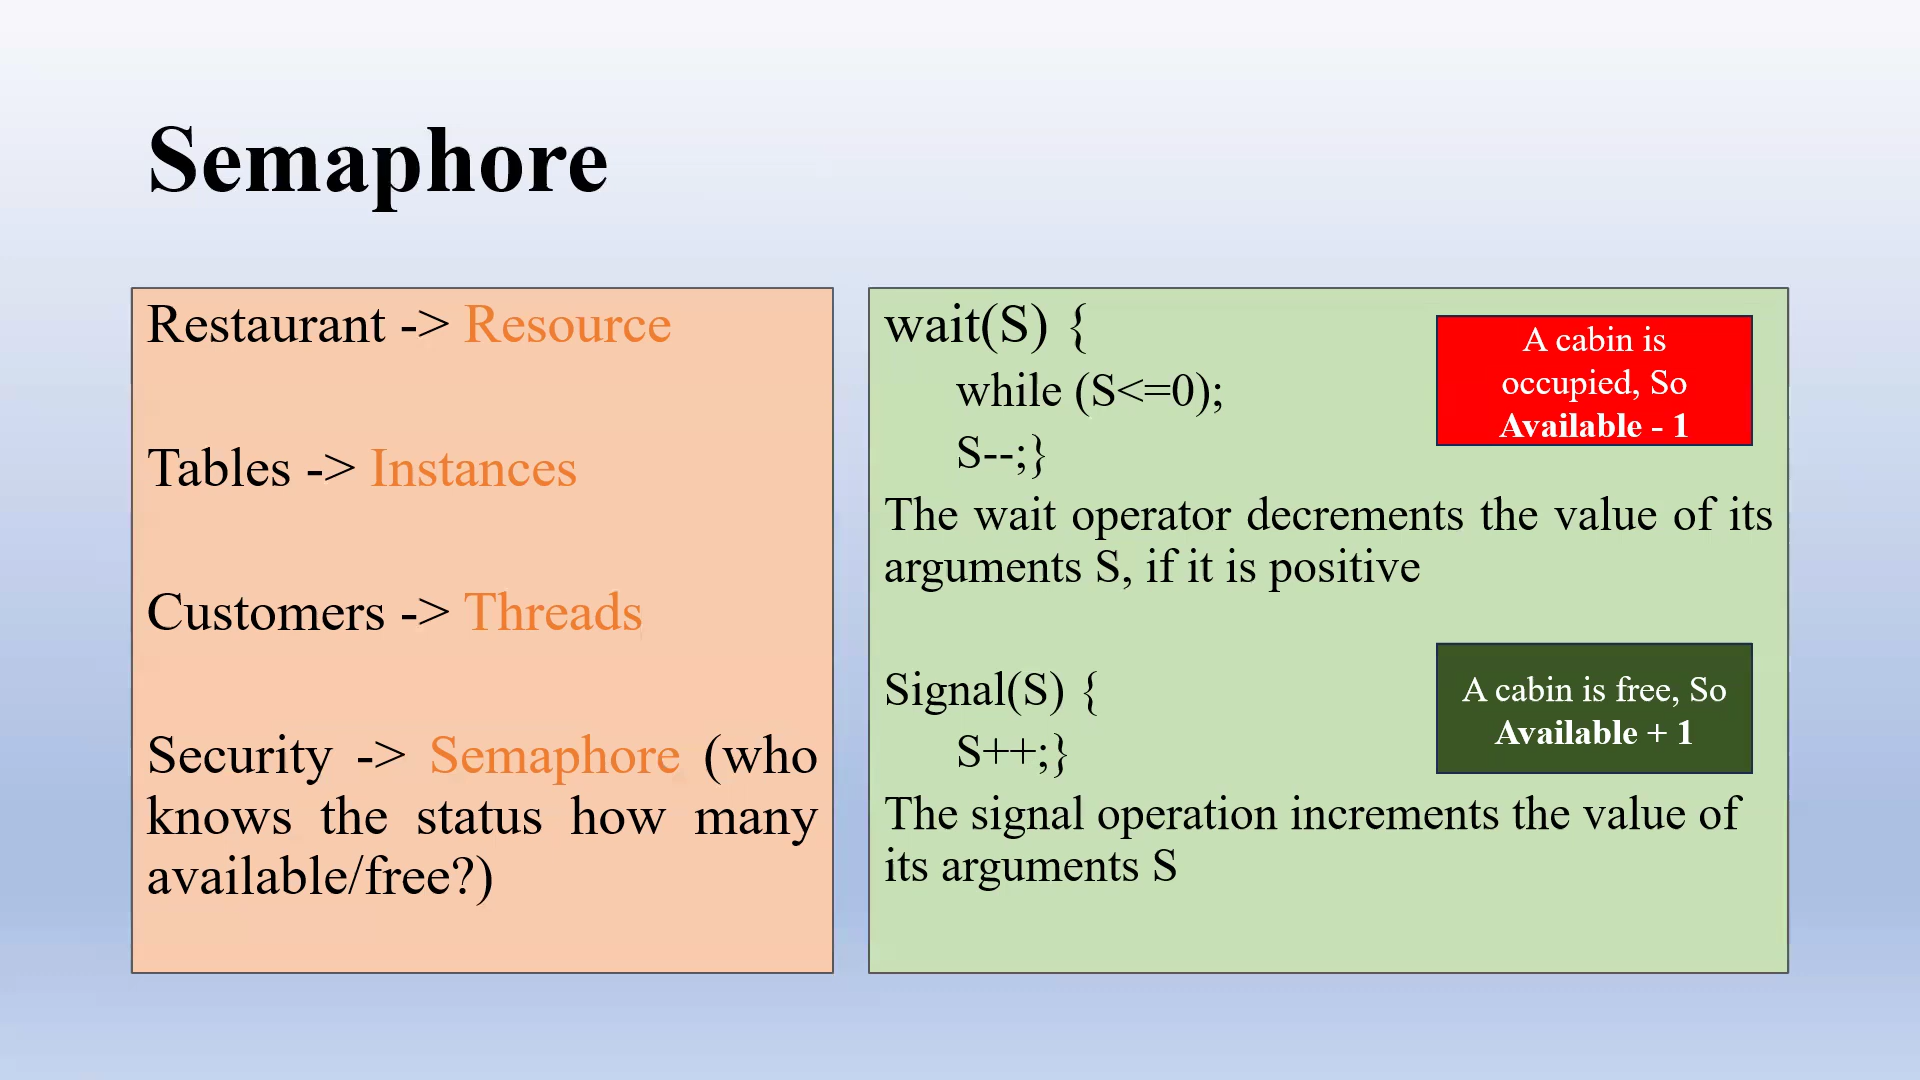 Semaphore
Restaurant -> Resource
Tables -> Instances
Customers -> Threads
Security -> Semaphore (who
knows the status how many
available/free?)
wait(S) {
while (S<=0);
S--;}
The wait operator decrements the value of its
arguments S, if it is positive
Signal(S) {
S++;}
The signal operation increments the value of
its arguments S
A cabin is
occupied, So
Available - 1
A cabin is free, So
Available + 1